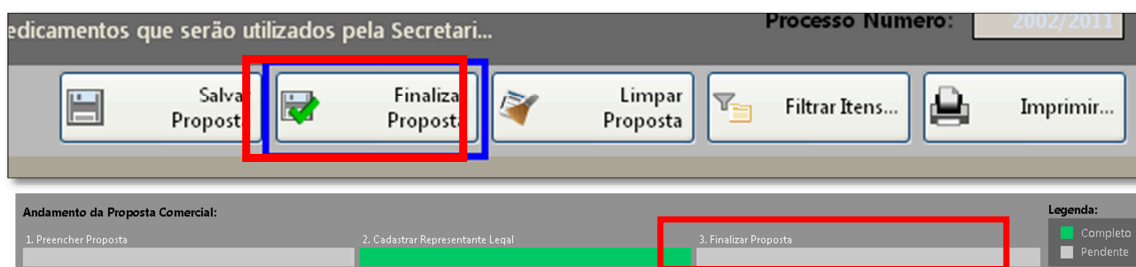 edicamentos que serão utilizados pela Secretari...
Processo Número: 2002/2011
Salva
Propost
Finaliza
Proposta
Limpar
Proposta
Filtrar Itens...
Imprimir...
Andamento da Proposta Comercial:
Legenda:
1. Preencher Proposta
2. Cadastrar Representante Legal
3. Finalizar Proposta
Completo
Pendente